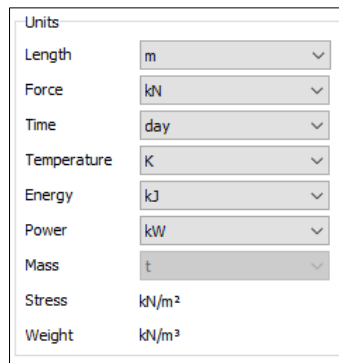 Units
Length m
Force kN
Time day
Temperature K
Energy kJ
Power kW
Mass t
Stress kN/m²
Weight kN/m³